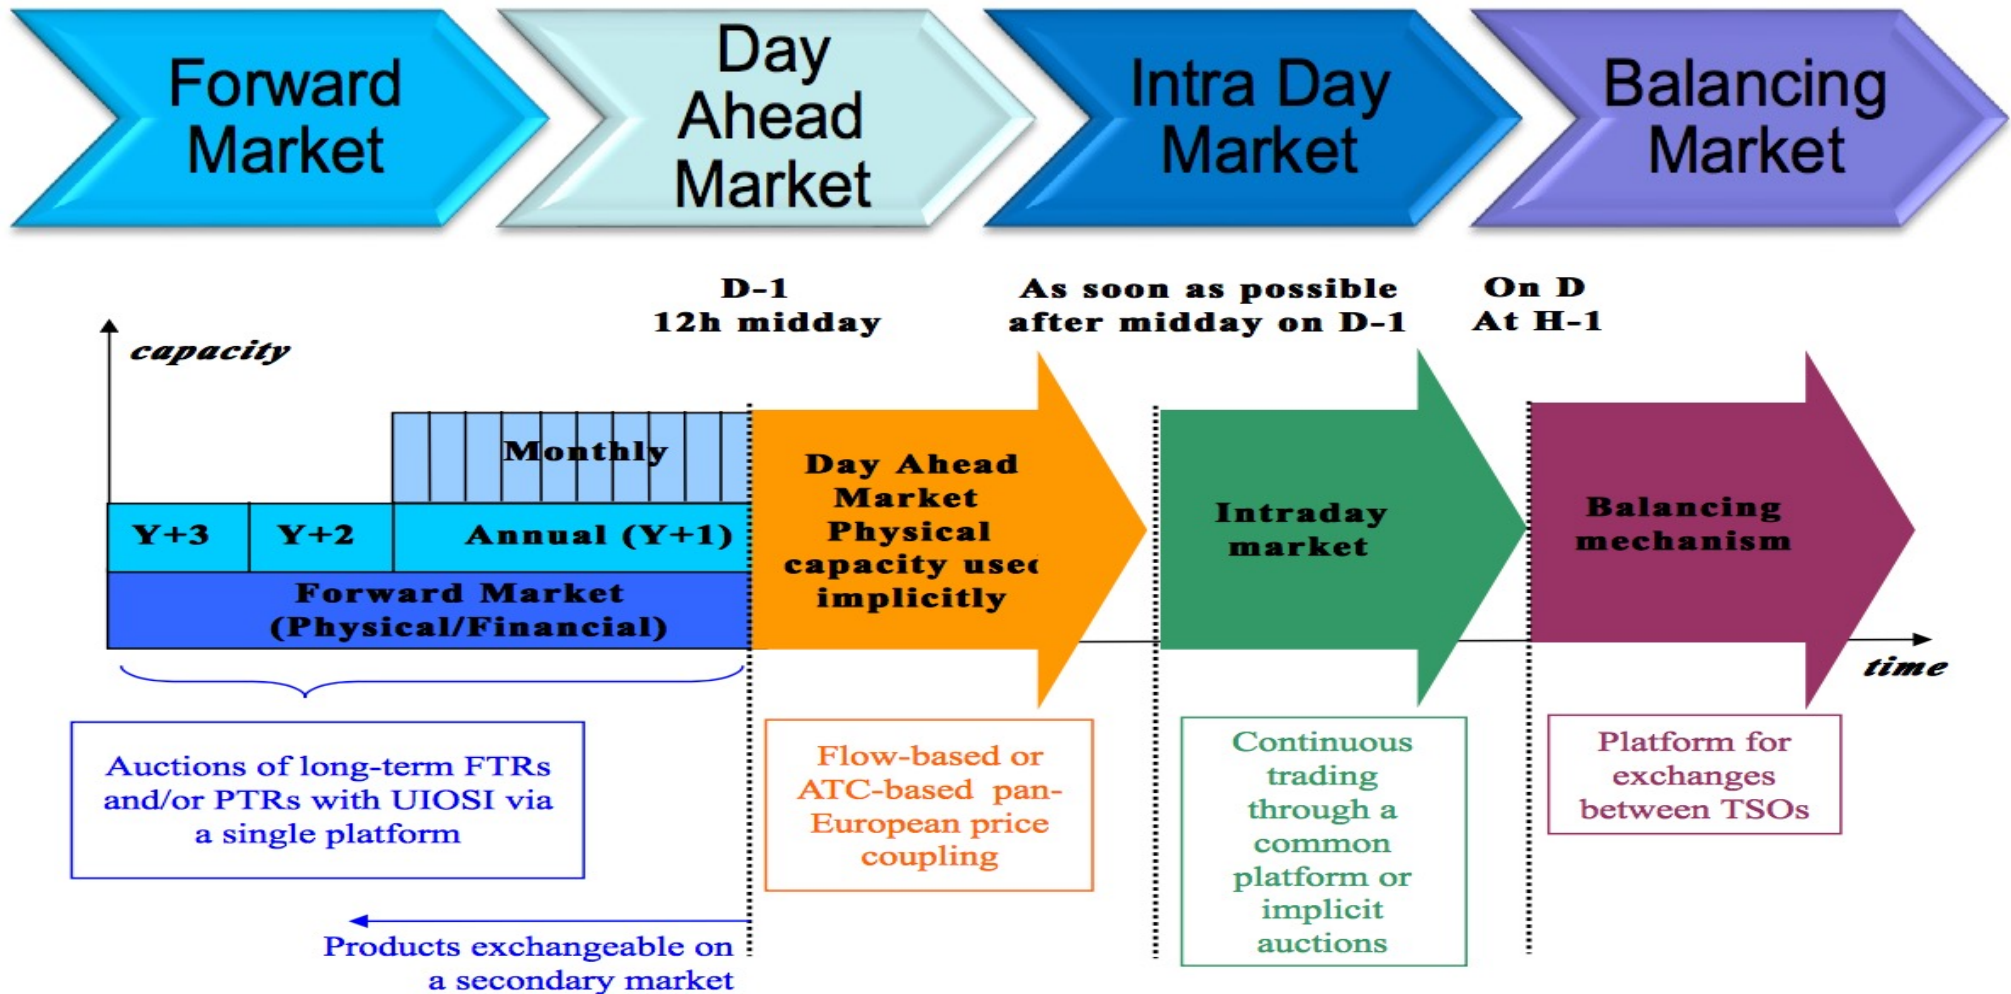 Forward
Market
Day
Ahead
Market
Intra Day
Market
Balancing
Market
D-1
12h midday
As soon as possible
after midday on D-1
On D
At H-1
capacity
Monthly
Y+3
Y+2
Annual (Y+1)
Forward Market
(Physical/Financial)
Day Ahead
Market
Physical
capacity used
implicitly
Intraday
market
Balancing
mechanism
time
Auctions of long-term FTRs
and/or PTRs with UIOSI via
a single platform
Flow-based or
ATC-based pan-
European price
coupling
Continuous
trading
through a
common
platform or
implicit
auctions
Platform for
exchanges
between TSOs
Products exchangeable on
a secondary market